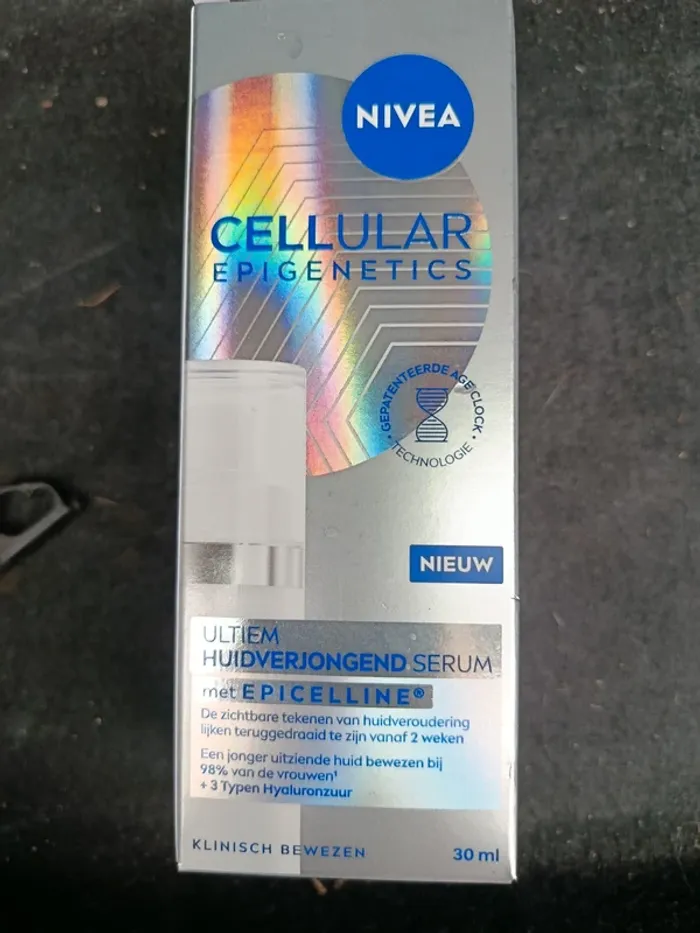 NIVEA
CELLULAR
EPIGENETICS
GEPATENTEERDE AGE CLOCK
• TECHNOLOGIE •
NIEUW
ULTIEM
HUIDVERJONGEND SERUM
met EPICELLINE®
De zichtbare tekenen van huidveroudering
lijken teruggedraaid te zijn vanaf 2 weken
Een jonger uitziende huid bewezen bij
98% van de vrouwen¹
+ 3 Typen Hyaluronzuur
KLINISCH BEWEZEN
30 ml